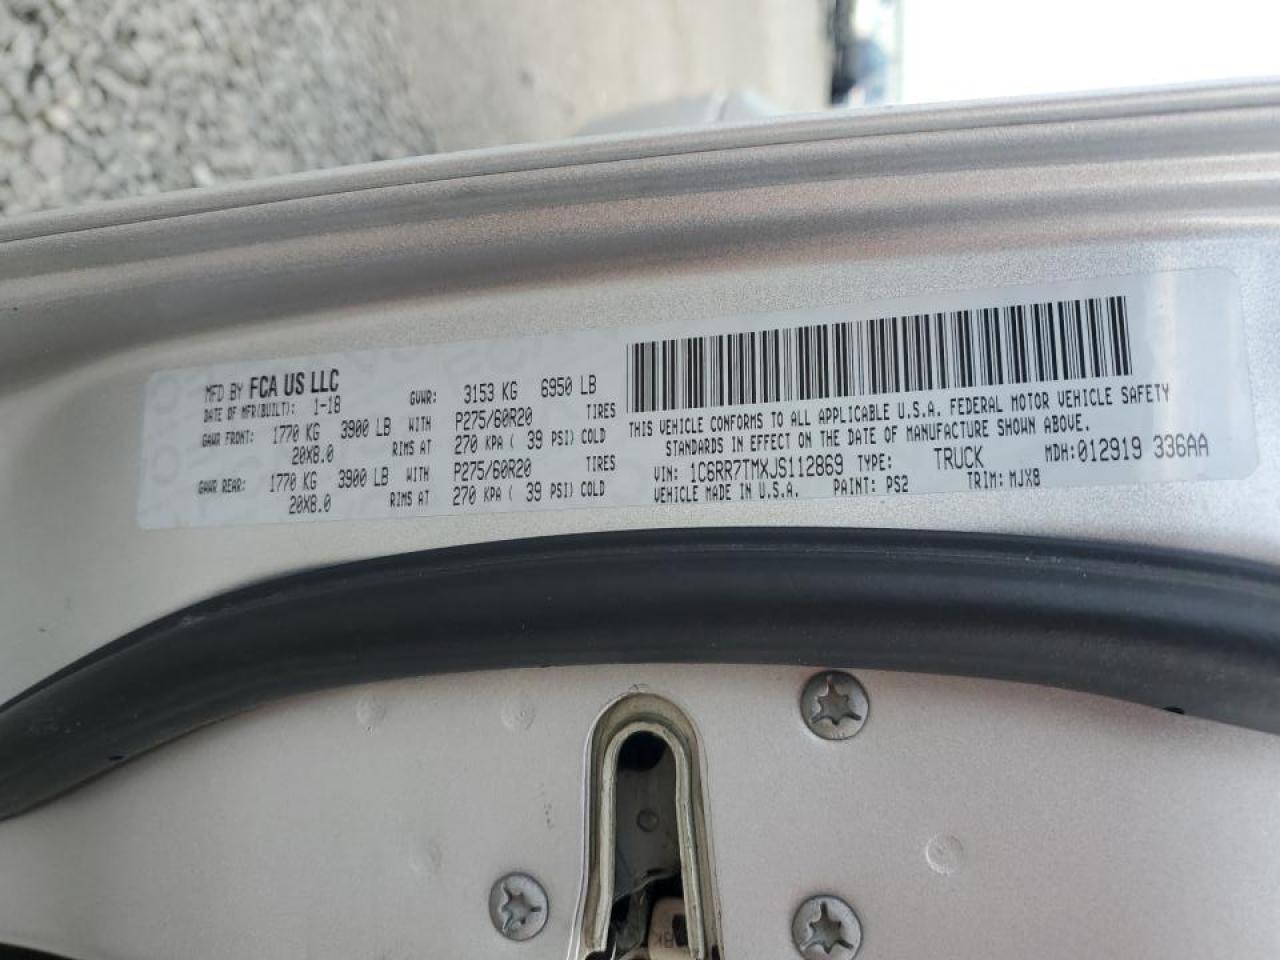 MFD BY FCA US LLC
DATE OF MFR(BUILT): 1-18 GVWR: 3153 KG 6950 LB
GAWR FRONT: 1770 KG 3900 LB WITH P275/60R20 TIRES
20X8.0 RIMS AT 270 KPA ( 39 PSI) COLD
GAWR REAR: 1770 KG 3900 LB WITH P275/60R20 TIRES
20X8.0 RIMS AT 270 KPA ( 39 PSI) COLD
THIS VEHICLE CONFORMS TO ALL APPLICABLE U.S.A. FEDERAL MOTOR VEHICLE SAFETY
STANDARDS IN EFFECT ON THE DATE OF MANUFACTURE SHOWN ABOVE.
VIN: 1C6RR7TMXJS112869 TYPE: TRUCK MDH:012919 336AA
VEHICLE MADE IN U.S.A. PAINT: PS2 TRIM: MJX8